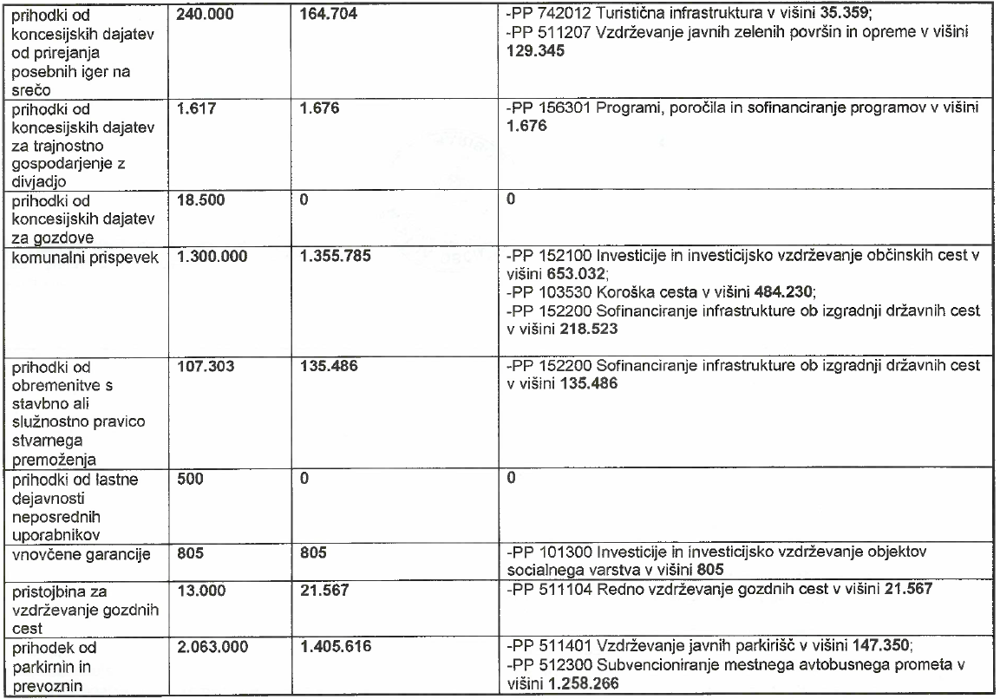 prihodki od koncesijskih dajatev od prirejanja posebnih iger na srečo | 240.000 | 164.704 | -PP 742012 Turistična infrastruktura v višini 35.359;
-PP 511207 Vzdrževanje javnih zelenih površin in opreme v višini
129.345
prihodki od
koncesijskih dajatev
za trajnostno
gospodarjenje z
divjadjo
1.617
1.676
-PP 156301 Programi, poročila in sofinanciranje programov v višini
1.676
prihodki od
koncesijskih dajatev
za gozdove
18.500
0
0
komunalni prispevek
1.300.000
1.355.785
-PP 152100 Investicije in investicijsko vzdrževanje občinskih cest v
višini 653.032;
-PP 103530 Koroška cesta v višini 484.230;
-PP 152200 Sofinanciranje infrastrukture ob izgradnji državnih cest
v višini 218.523
prihodki od
obremenitve s
stavbno ali
služnostno pravico
stvarnega
premoženja
107.303
135.486
-PP 152200 Sofinanciranje infrastrukture ob izgradnji državnih cest
v višini 135.486
prihodki od lastne
dejavnosti
neposrednih
uporabnikov
500
0
0
vnovčene garancije
805
805
-PP 101300 Investicije in investicijsko vzdrževanje objektov
socialnega varstva v višini 805
pristojbina za
vzdrževanje gozdnih
cest
13.000
21.567
-PP 511104 Redno vzdrževanje gozdnih cest v višini 21.567
prihodek od
parkirnin in
prevoznin
2.063.000
1.405.616
-PP 511401 Vzdrževanje javnih parkirišč v višini 147.350;
-PP 512300 Subvencioniranje mestnega avtobusnega prometa v
višini 1.258.266